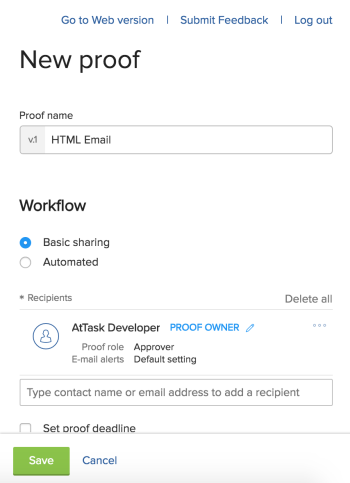 Go to Web version | Submit Feedback | Log out
New proof
Proof name
v.1 HTML Email
Workflow
Basic sharing
Automated
* Recipients Delete all
AtTask Developer PROOF OWNER
Proof role Approver
E-mail alerts Default setting
Type contact name or email address to add a recipient
Set proof deadline
Save Cancel